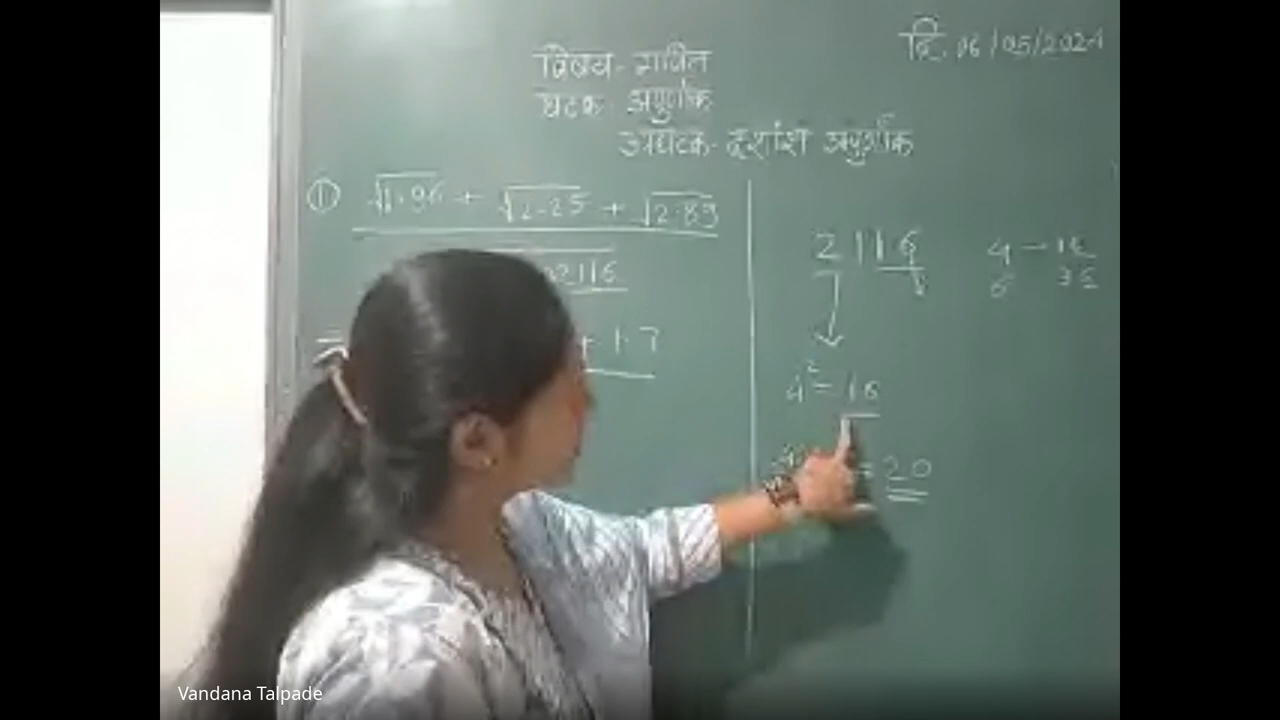 दि. 06/05/2024
विषय - गणित
घटक - अपुर्णांक
उपघटक - दशांश अपुर्णांक
① √1.96 + √2.25 + √2.89
02116
+ 1.7
2116
4 - 16
6 36
4² = 16
= 20
Vandana Talpade